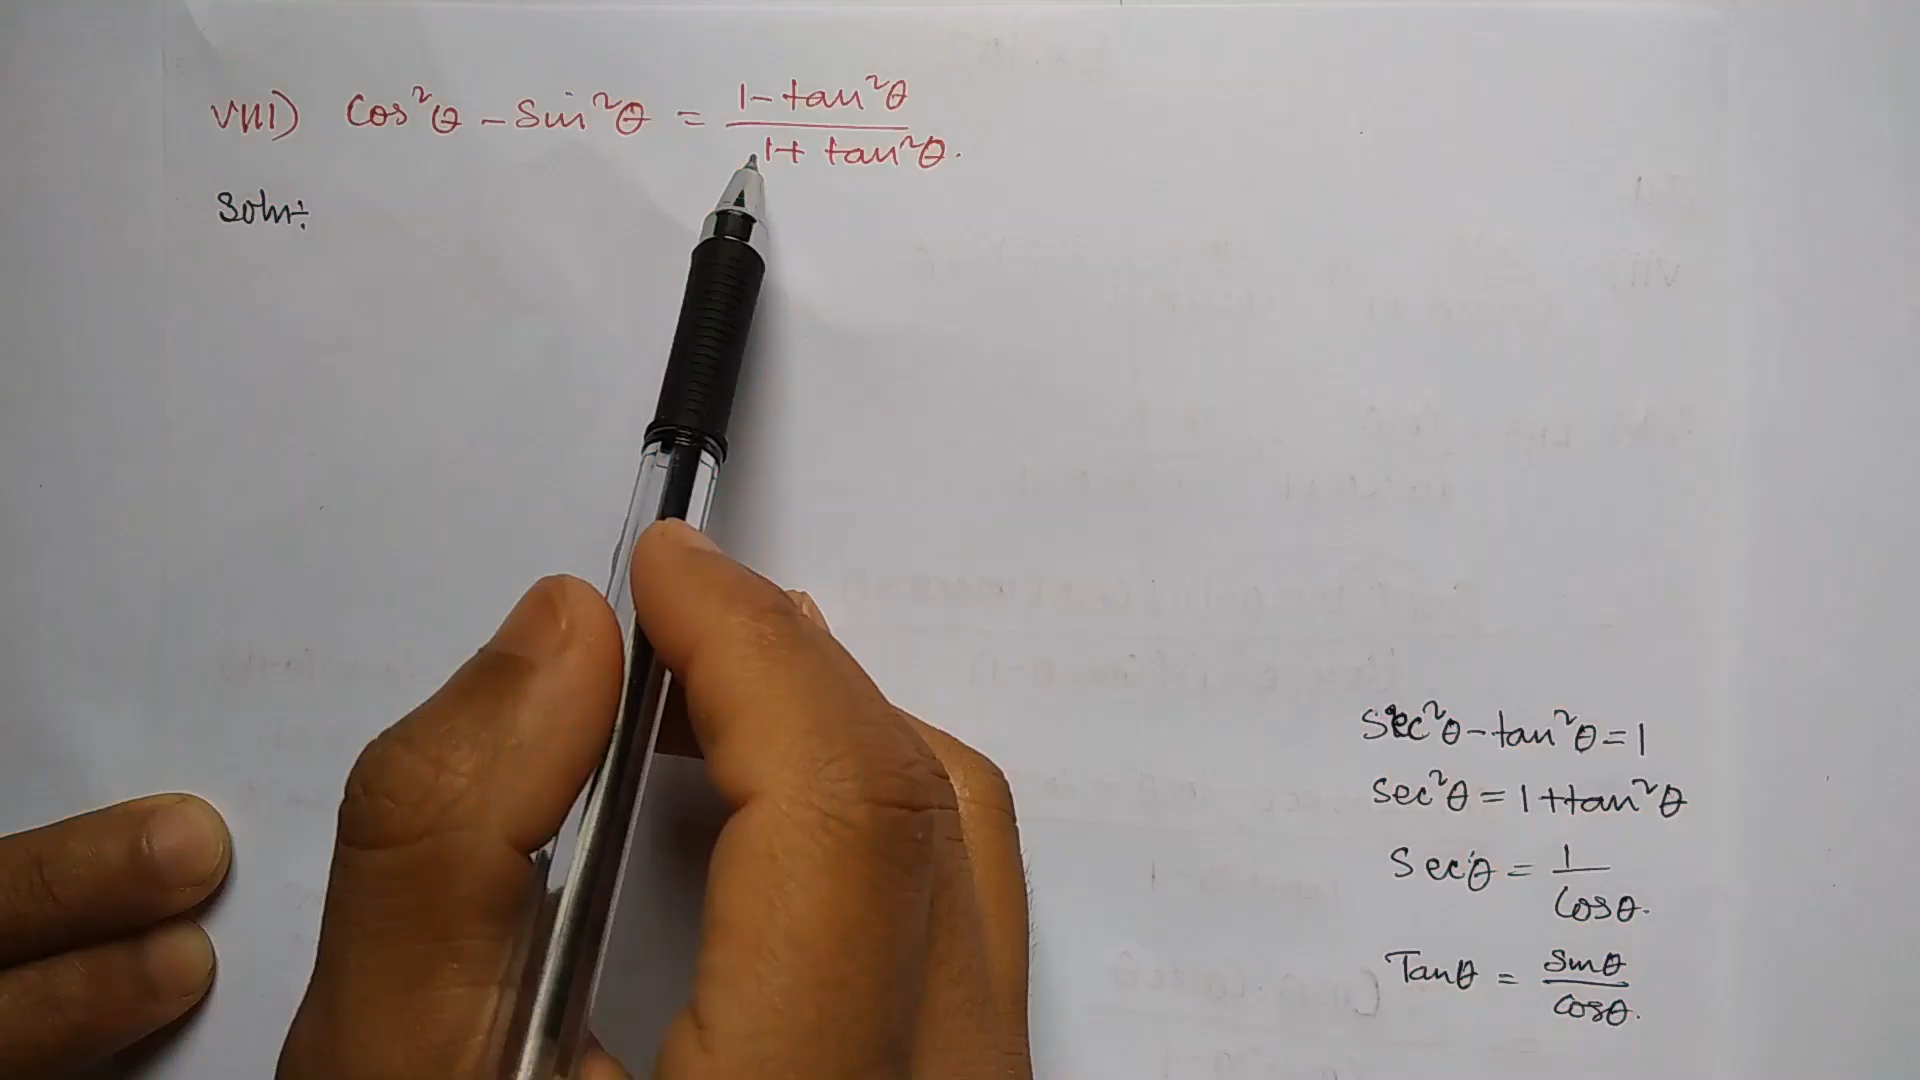 VIII) Cos²θ - Sin²θ = 1 - tan²θ / 1 + tan²θ.
Soln:
Sec²θ - tan²θ = 1
Sec²θ = 1 + tan²θ
Secθ = 1 / Cosθ.
Tanθ = Sinθ / Cosθ.